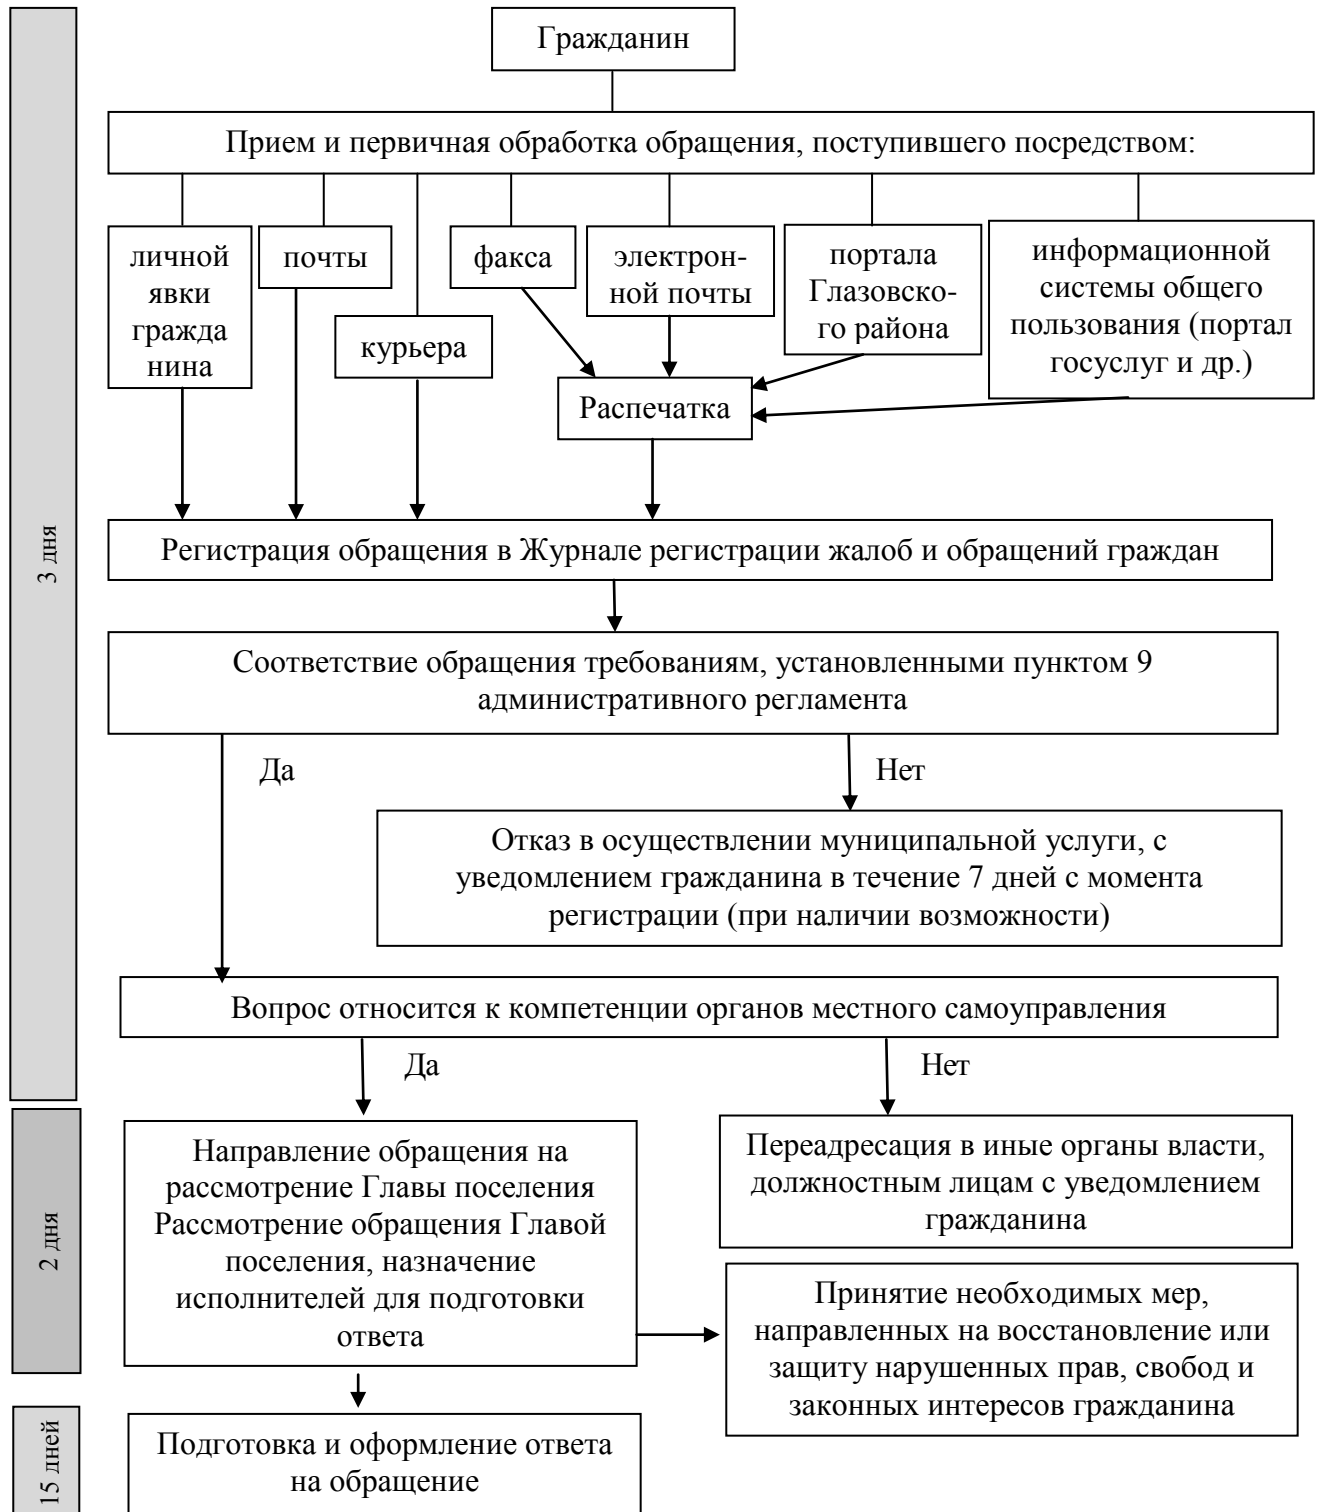 Гражданин
Прием и первичная обработка обращения, поступившего посредством:
личной
явки
гражда
нина
почты
курьера
факса
электрон-
ной почты
портала
Глазовско-
го района
информационной
системы общего
пользования (портал
госуслуг и др.)
Распечатка
3 дня
Регистрация обращения в Журнале регистрации жалоб и обращений граждан
Соответствие обращения требованиям, установленными пунктом 9
административного регламента
Да
Нет
Отказ в осуществлении муниципальной услуги, с
уведомлением гражданина в течение 7 дней с момента
регистрации (при наличии возможности)
Вопрос относится к компетенции органов местного самоуправления
Да
Нет
2 дня
Направление обращения на
рассмотрение Главы поселения
Рассмотрение обращения Главой
поселения, назначение
исполнителей для подготовки
ответа
Переадресация в иные органы власти,
должностным лицам с уведомлением
гражданина
Принятие необходимых мер,
направленных на восстановление или
защиту нарушенных прав, свобод и
законных интересов гражданина
15 дней
Подготовка и оформление ответа
на обращение